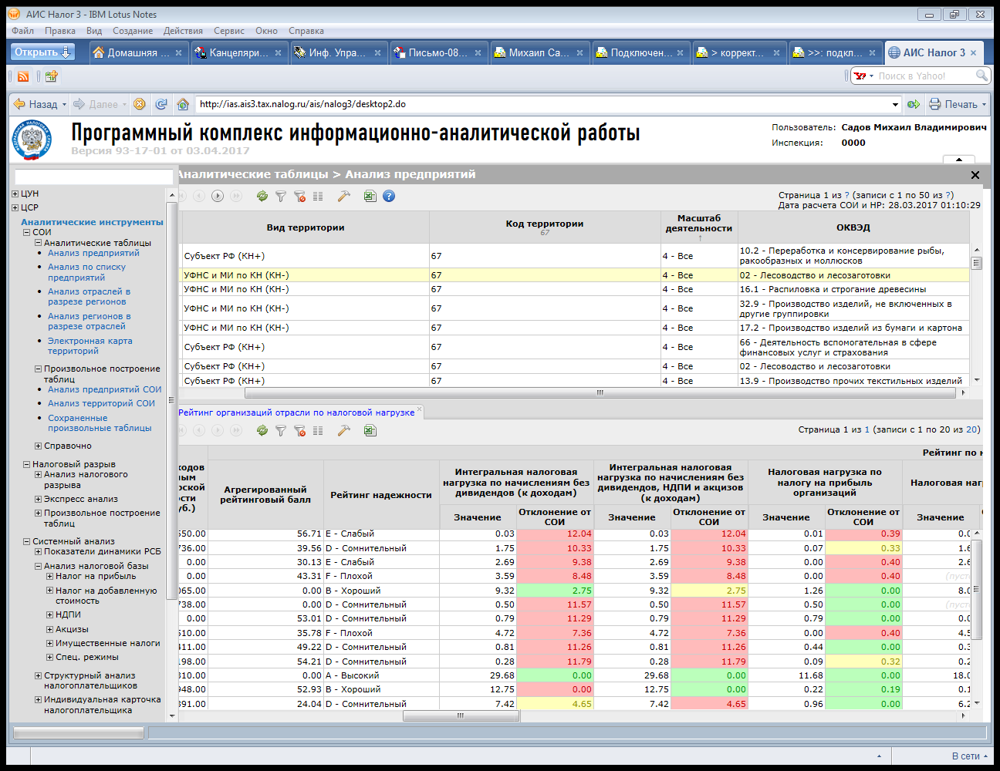 АИС Налог 3 - IBM Lotus Notes
Файл Правка Вид Создание Действия Сервис Окно Справка
Открыть Домашняя ... Канцеляри... Инф. Упра... Письмо-08... Михаил Са... Подключен... > коррект... >>: подкл... АИС Налог 3
Поиск в Yahoo!
Назад Далее http://ias.ais3.tax.nalog.ru/ais/nalog3/desktop2.do Печать
Программный комплекс информационно-аналитической работы
Версия 93-17-01 от 03.04.2017
Пользователь: Садов Михаил Владимирович
Инспекция: 0000
ЦУН
ЦСР
Аналитические инструменты
СОИ
Аналитические таблицы
Анализ предприятий
Анализ по списку
предприятий
Анализ отраслей в
разрезе регионов
Анализ регионов в
разрезе отраслей
Электронная карта
территорий
Произвольное построение
таблиц
Анализ предприятий СОИ
Анализ территорий СОИ
Сохраненные
произвольные таблицы
Справочно
Налоговый разрыв
Анализ налогового
разрыва
Экспресс анализ
Произвольное построение
таблиц
Системный анализ
Показатели динамики РСБ
Анализ налоговой базы
Налог на прибыль
Налог на добавленную
стоимость
НДПИ
Акцизы
Имущественные налоги
Спец. режимы
Структурный анализ
налогоплательщиков
Индивидуальная карточка
налогоплательщика
Аналитические таблицы > Анализ предприятий
Страница 1 из ? (записи с 1 по 50 из ?)
Дата расчета СОИ и НР: 28.03.2017 01:10:29
Вид территории Код территории 67 Масштаб деятельности ↑ ОКВЭД
Субъект РФ (КН+) 67 4 - Все 10.2 - Переработка и консервирование рыбы,
ракообразных и моллюсков
УФНС и МИ по КН (КН-) 67 4 - Все 02 - Лесоводство и лесозаготовки
УФНС и МИ по КН (КН-) 67 4 - Все 16.1 - Распиловка и строгание древесины
УФНС и МИ по КН (КН-) 67 4 - Все 32.9 - Производство изделий, не включенных в
другие группировки
УФНС и МИ по КН (КН-) 67 4 - Все 17.2 - Производство изделий из бумаги и картона
Субъект РФ (КН+) 67 4 - Все 66 - Деятельность вспомогательная в сфере
финансовых услуг и страхования
Субъект РФ (КН+) 67 4 - Все 02 - Лесоводство и лесозаготовки
Субъект РФ (КН+) 67 4 - Все 13.9 - Производство прочих текстильных изделий
Рейтинг организаций отрасли по налоговой нагрузке
Страница 1 из 1 (записи с 1 по 20 из 20)
Рейтинг по н
ходов
ным
рской
ости
уб.)
Агрегированный
рейтинговый балл
Рейтинг надежности
Интегральная налоговая
нагрузка по начислениям без
дивидендов (к доходам)
Интегральная налоговая
нагрузка по начислениям без
дивидендов, НДПИ и акцизов
(к доходам)
Налоговая нагрузка по
налогу на прибыль
организаций
Налоговая наг
Значение Отклонение от СОИ Значение Отклонение от СОИ Значение Отклонение от СОИ Значение
550.00 56.71 E - Слабый 0.03 12.04 0.03 12.04 0.01 0.39 0.0
736.00 39.56 D - Сомнительный 1.75 10.33 1.75 10.33 0.07 0.33 1.6
0.00 30.13 E - Слабый 2.69 9.38 2.69 9.38 0.00 0.40 2.6
0.00 43.31 F - Плохой 3.59 8.48 3.59 8.48 0.00 0.40 (пуст
065.00 0.00 B - Хороший 9.32 2.75 9.32 2.75 1.26 0.00 8.0
738.00 0.00 D - Сомнительный 0.50 11.57 0.50 11.57 0.50 0.00 (пуст
0.00 53.01 D - Сомнительный 0.79 11.29 0.79 11.29 0.79 0.00 0.0
510.00 35.78 F - Плохой 4.72 7.36 4.72 7.36 0.00 0.40 4.5
411.00 49.22 D - Сомнительный 0.81 11.26 0.81 11.26 0.44 0.00 0.3
198.00 54.21 D - Сомнительный 0.28 11.79 0.28 11.79 0.09 0.32 0.2
310.00 0.00 A - Высокий 29.68 0.00 29.68 0.00 11.68 0.00 18.0
948.00 52.93 B - Хороший 12.75 0.00 12.75 0.00 0.22 0.19 0.1
391.00 24.04 D - Сомнительный 7.42 4.65 7.42 4.65 0.96 0.00 6.2
В сети